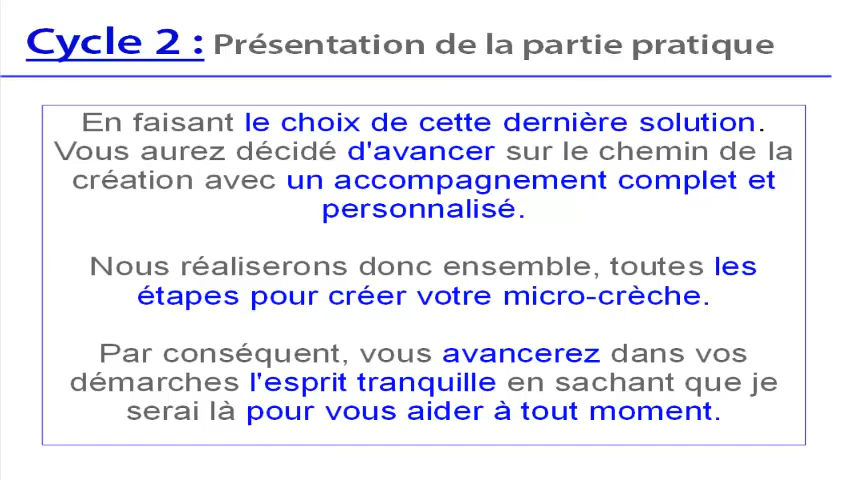 Cycle 2 : Présentation de la partie pratique
En faisant le choix de cette dernière solution.
Vous aurez décidé d'avancer sur le chemin de la
création avec un accompagnement complet et
personnalisé.
Nous réaliserons donc ensemble, toutes les
étapes pour créer votre micro-crèche.
Par conséquent, vous avancerez dans vos
démarches l'esprit tranquille en sachant que je
serai là pour vous aider à tout moment.